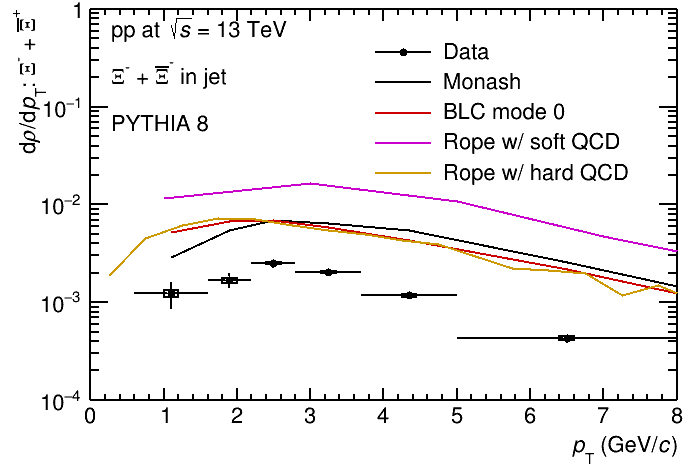 pp at √s = 13 TeV
Ξ⁻ + Ξ̅⁻ in jet
PYTHIA 8
Data
Monash
BLC mode 0
Rope w/ soft QCD
Rope w/ hard QCD
dρ/dp_T: Ξ⁻ + Ξ̅⁺
1
10⁻¹
10⁻²
10⁻³
10⁻⁴
0 1 2 3 4 5 6 7 8
p_T (GeV/c)